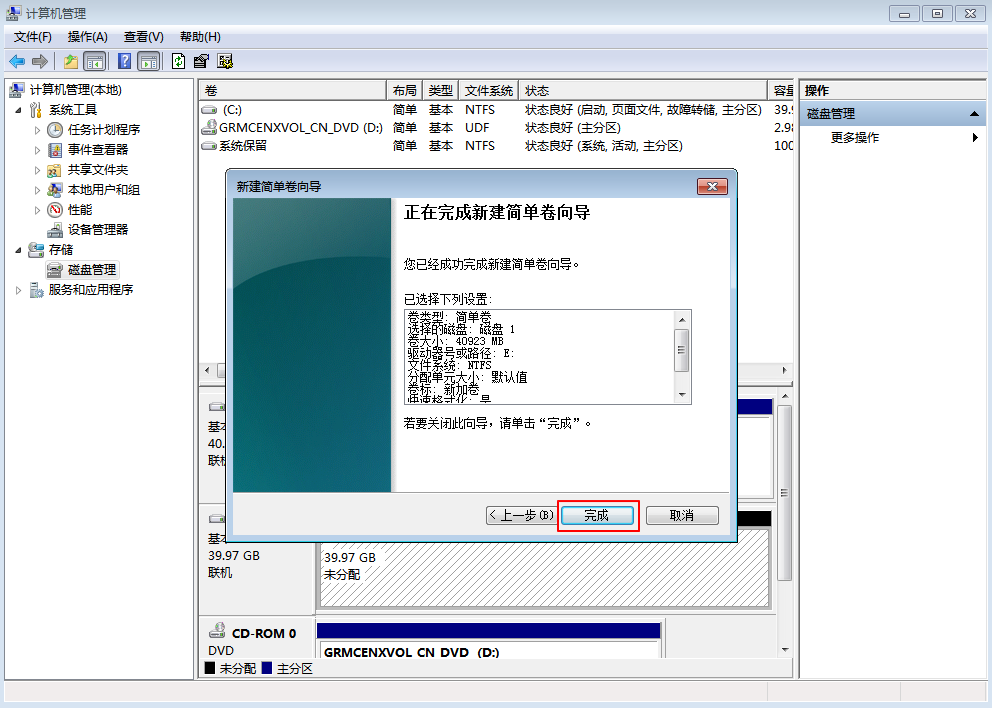 计算机管理
文件(F) 操作(A) 查看(V) 帮助(H)
计算机管理(本地)
系统工具
任务计划程序
事件查看器
共享文件夹
本地用户和组
性能
设备管理器
存储
磁盘管理
服务和应用程序
卷 布局 类型 文件系统 状态 容量
(C:) 简单 基本 NTFS 状态良好 (启动, 页面文件, 故障转储, 主分区) 39.9
GRMCENXVOL_CN_DVD (D:) 简单 基本 UDF 状态良好 (主分区) 2.98
系统保留 简单 基本 NTFS 状态良好 (系统, 活动, 主分区) 100
操作
磁盘管理
更多操作
新建简单卷向导
正在完成新建简单卷向导
您已经成功完成新建简单卷向导。
已选择下列设置:
卷类型: 简单卷
选择的磁盘: 磁盘 1
卷大小: 40923 MB
驱动器号或路径: E:
文件系统: NTFS
分配单元大小: 默认值
卷标: 新加卷
快速格式化: 是
若要关闭此向导，请单击“完成”。
< 上一步(B) 完成 取消
基本
40.
联机
基本
39.97 GB
联机
39.97 GB
未分配
CD-ROM 0
DVD
GRMCENXVOL_CN_DVD (D:)
未分配 主分区